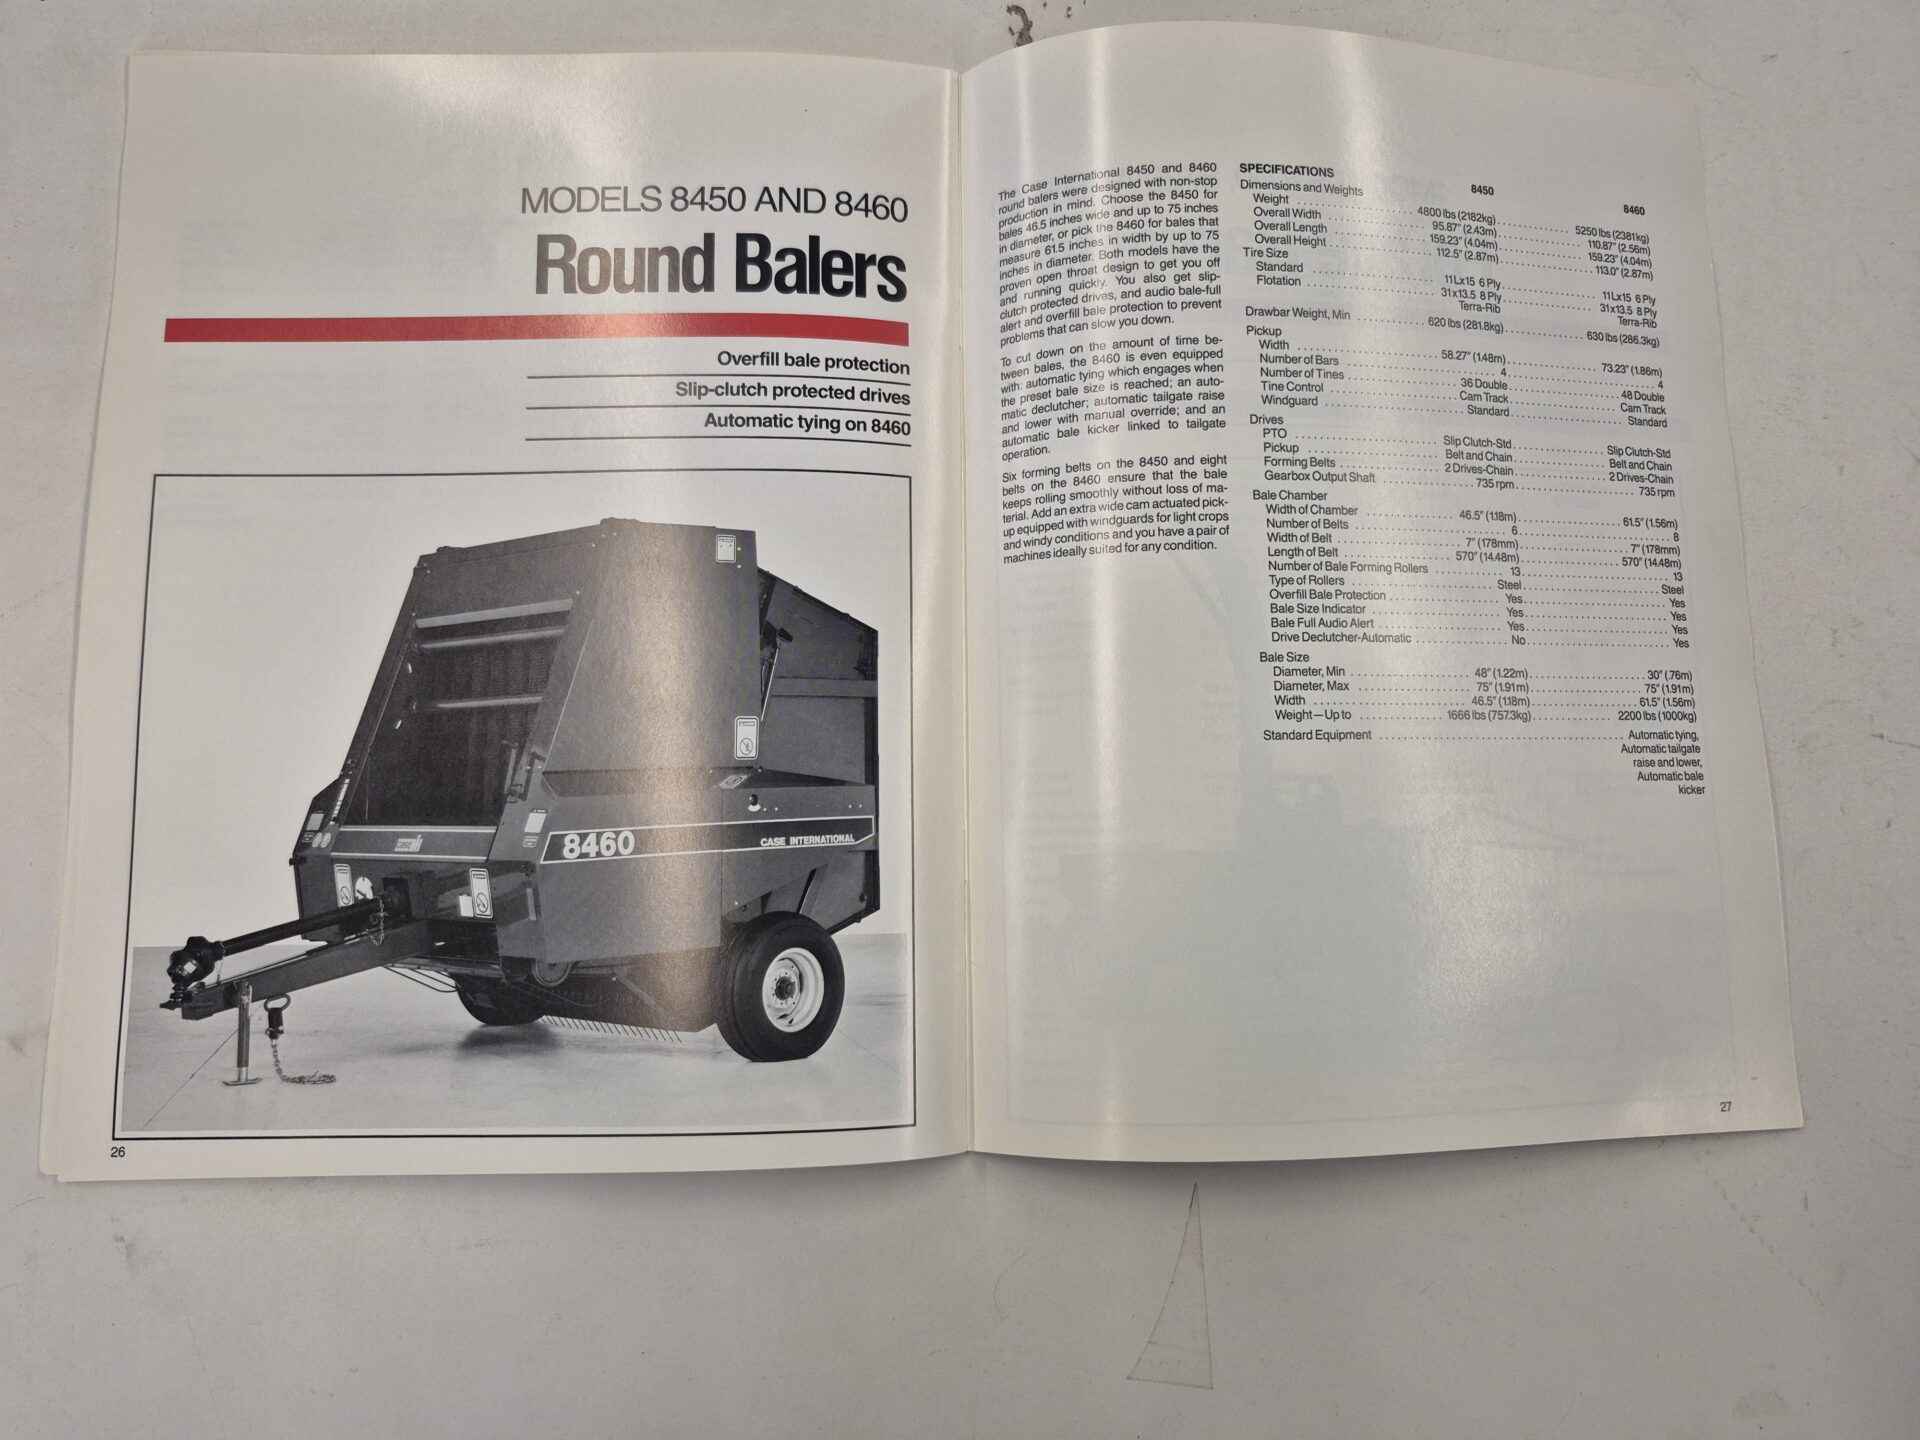 MODELS 8450 AND 8460
Round Balers
Overfill bale protection
Slip-clutch protected drives
Automatic tying on 8460
8460
CASE INTERNATIONAL
26
The Case International 8450 and 8460
round balers were designed with non-stop
production in mind. Choose the 8450 for
bales 46.5 inches wide and up to 75 inches
in diameter, or pick the 8460 for bales that
measure 61.5 inches in width by up to 75
inches in diameter. Both models have the
proven open throat design to get you off
and running quickly. You also get slip-
clutch protected drives, and audio bale-full
alert and overfill bale protection to prevent
problems that can slow you down.
To cut down on the amount of time be-
tween bales, the 8460 is even equipped
with: automatic tying which engages when
the preset bale size is reached; an auto-
matic declutcher; automatic tailgate raise
and lower with manual override; and an
automatic bale kicker linked to tailgate
operation.
Six forming belts on the 8450 and eight
belts on the 8460 ensure that the bale
keeps rolling smoothly without loss of ma-
terial. Add an extra wide cam actuated pick-
up equipped with windguards for light crops
and windy conditions and you have a pair of
machines ideally suited for any condition.
SPECIFICATIONS
Dimensions and Weights 8450 8460
Weight 4800 lbs (2182kg) 5250 lbs (2381kg)
Overall Width 95.87" (2.43m) 110.87" (2.56m)
Overall Length 159.23" (4.04m) 159.23" (4.04m)
Overall Height 112.5" (2.87m) 113.0" (2.87m)
Tire Size
Standard 11Lx15 6 Ply 11Lx15 6 Ply
Flotation 31x13.5 8 Ply 31x13.5 8 Ply
Terra-Rib Terra-Rib
Drawbar Weight, Min 620 lbs (281.8kg) 630 lbs (286.3kg)
Pickup
Width 58.27" (1.48m) 73.23" (1.86m)
Number of Bars 4 4
Number of Tines 36 Double 48 Double
Tine Control Cam Track Cam Track
Windguard Standard Standard
Drives
PTO Slip Clutch-Std Slip Clutch-Std
Pickup Belt and Chain Belt and Chain
Forming Belts 2 Drives-Chain 2 Drives-Chain
Gearbox Output Shaft 735 rpm 735 rpm
Bale Chamber
Width of Chamber 46.5" (1.18m) 61.5" (1.56m)
Number of Belts 6 8
Width of Belt 7" (178mm) 7" (178mm)
Length of Belt 570" (14.48m) 570" (14.48m)
Number of Bale Forming Rollers 13 13
Type of Rollers Steel Steel
Overfill Bale Protection Yes Yes
Bale Size Indicator Yes Yes
Bale Full Audio Alert Yes Yes
Drive Declutcher-Automatic No Yes
Bale Size
Diameter, Min 48" (1.22m) 30" (.76m)
Diameter, Max 75" (1.91m) 75" (1.91m)
Width 46.5" (1.18m) 61.5" (1.56m)
Weight—Up to 1666 lbs (757.3kg) 2200 lbs (1000kg)
Standard Equipment Automatic tying,
Automatic tailgate
raise and lower,
Automatic bale
kicker
27